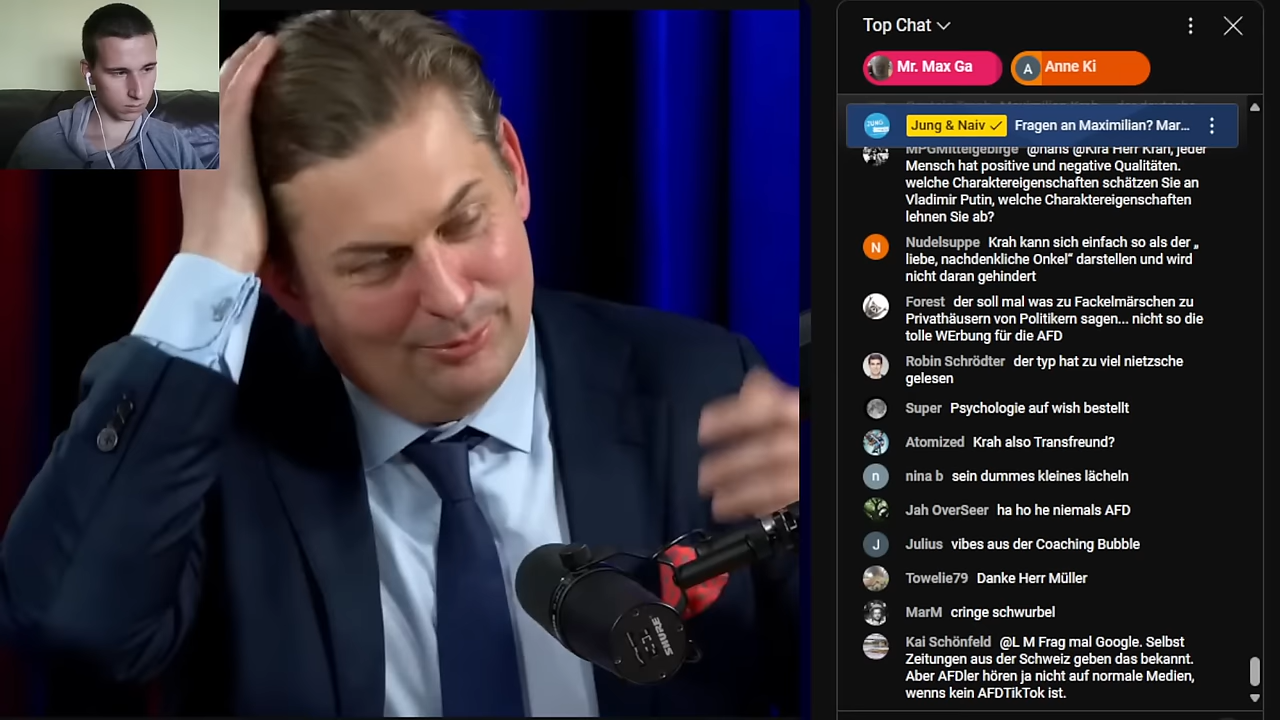 Top Chat
Mr. Max Ga
A Anne Ki
Jung & Naiv Fragen an Maximilian? Mar...
MPGMittelgebirge @hans @Kira Herr Krah, jeder
Mensch hat positive und negative Qualitäten.
welche Charaktereigenschaften schätzen Sie an
Vladimir Putin, welche Charaktereigenschaften
lehnen Sie ab?
N Nudelsuppe Krah kann sich einfach so als der „
liebe, nachdenkliche Onkel“ darstellen und wird
nicht daran gehindert
Forest der soll mal was zu Fackelmärschen zu
Privathäusern von Politikern sagen... nicht so die
tolle WErbung für die AFD
Robin Schrödter der typ hat zu viel nietzsche
gelesen
Super Psychologie auf wish bestellt
Atomized Krah also Transfreund?
n nina b sein dummes kleines lächeln
Jah OverSeer ha ho he niemals AFD
J Julius vibes aus der Coaching Bubble
Towelie79 Danke Herr Müller
MarM cringe schwurbel
Kai Schönfeld @L M Frag mal Google. Selbst
Zeitungen aus der Schweiz geben das bekannt.
Aber AFDler hören ja nicht auf normale Medien,
wenns kein AFDTikTok ist.
SHURE